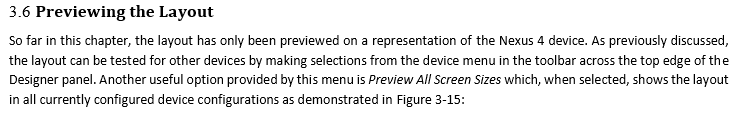 3.6 Previewing the Layout
So far in this chapter, the layout has only been previewed on a representation of the Nexus 4 device. As previously discussed,
the layout can be tested for other devices by making selections from the device menu in the toolbar across the top edge of the
Designer panel. Another useful option provided by this menu is Preview All Screen Sizes which, when selected, shows the layout
in all currently configured device configurations as demonstrated in Figure 3-15: